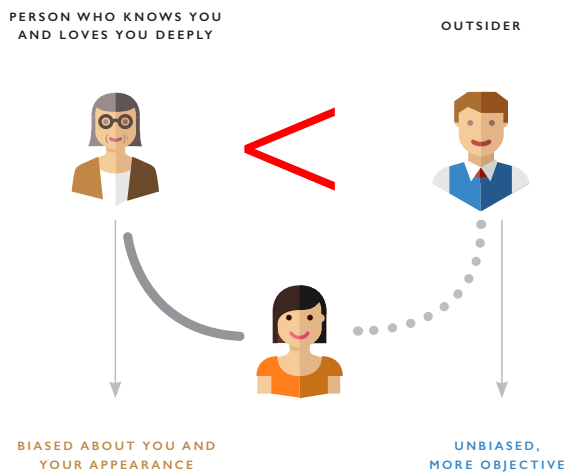 PERSON WHO KNOWS YOU
AND LOVES YOU DEEPLY
OUTSIDER
<
BIASED ABOUT YOU AND
YOUR APPEARANCE
UNBIASED,
MORE OBJECTIVE